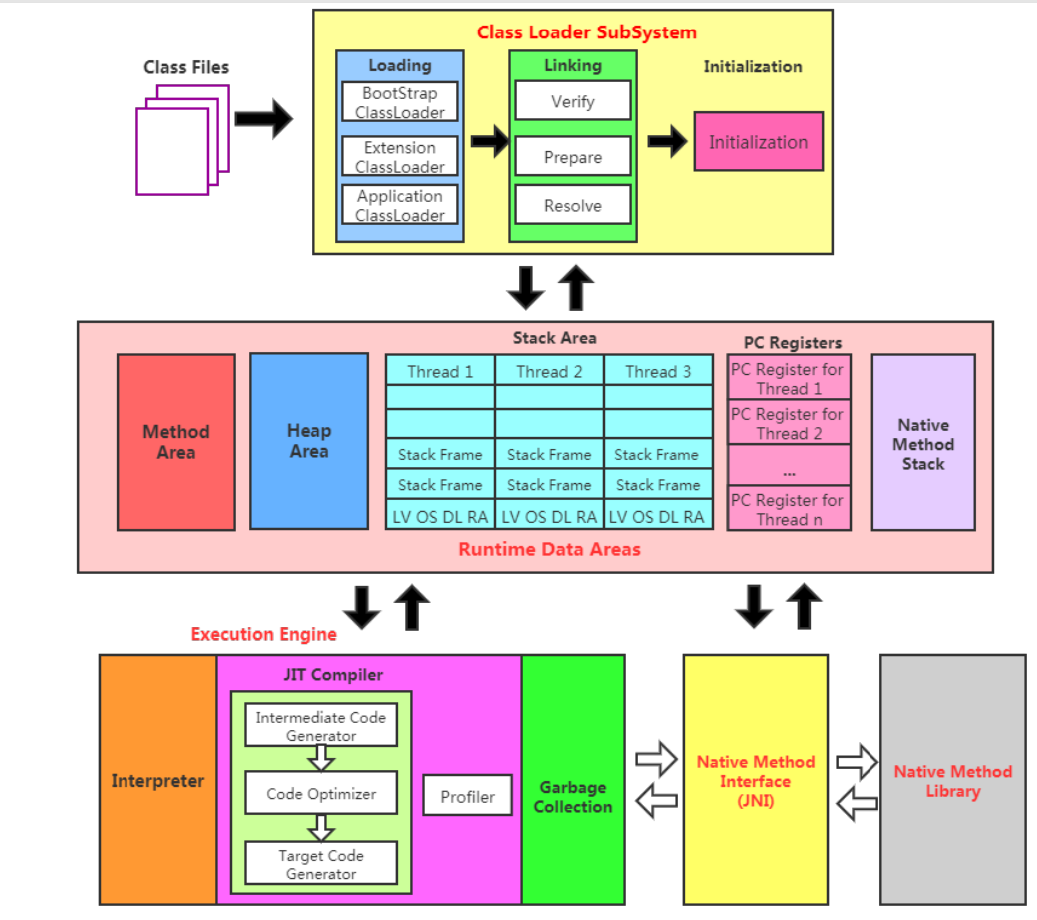 Class Loader SubSystem
Class Files
Loading
BootStrap
ClassLoader
Extension
ClassLoader
Application
ClassLoader
Linking
Verify
Prepare
Resolve
Initialization
Initialization
Stack Area
PC Registers
Method
Area
Heap
Area
Thread 1
Thread 2
Thread 3
Stack Frame
Stack Frame
Stack Frame
Stack Frame
Stack Frame
Stack Frame
LV OS DL RA
LV OS DL RA
LV OS DL RA
PC Register for
Thread 1
PC Register for
Thread 2
...
PC Register for
Thread n
Native
Method
Stack
Runtime Data Areas
Execution Engine
Interpreter
JIT Compiler
Intermediate Code
Generator
Code Optimizer
Target Code
Generator
Profiler
Garbage
Collection
Native Method
Interface
(JNI)
Native Method
Library